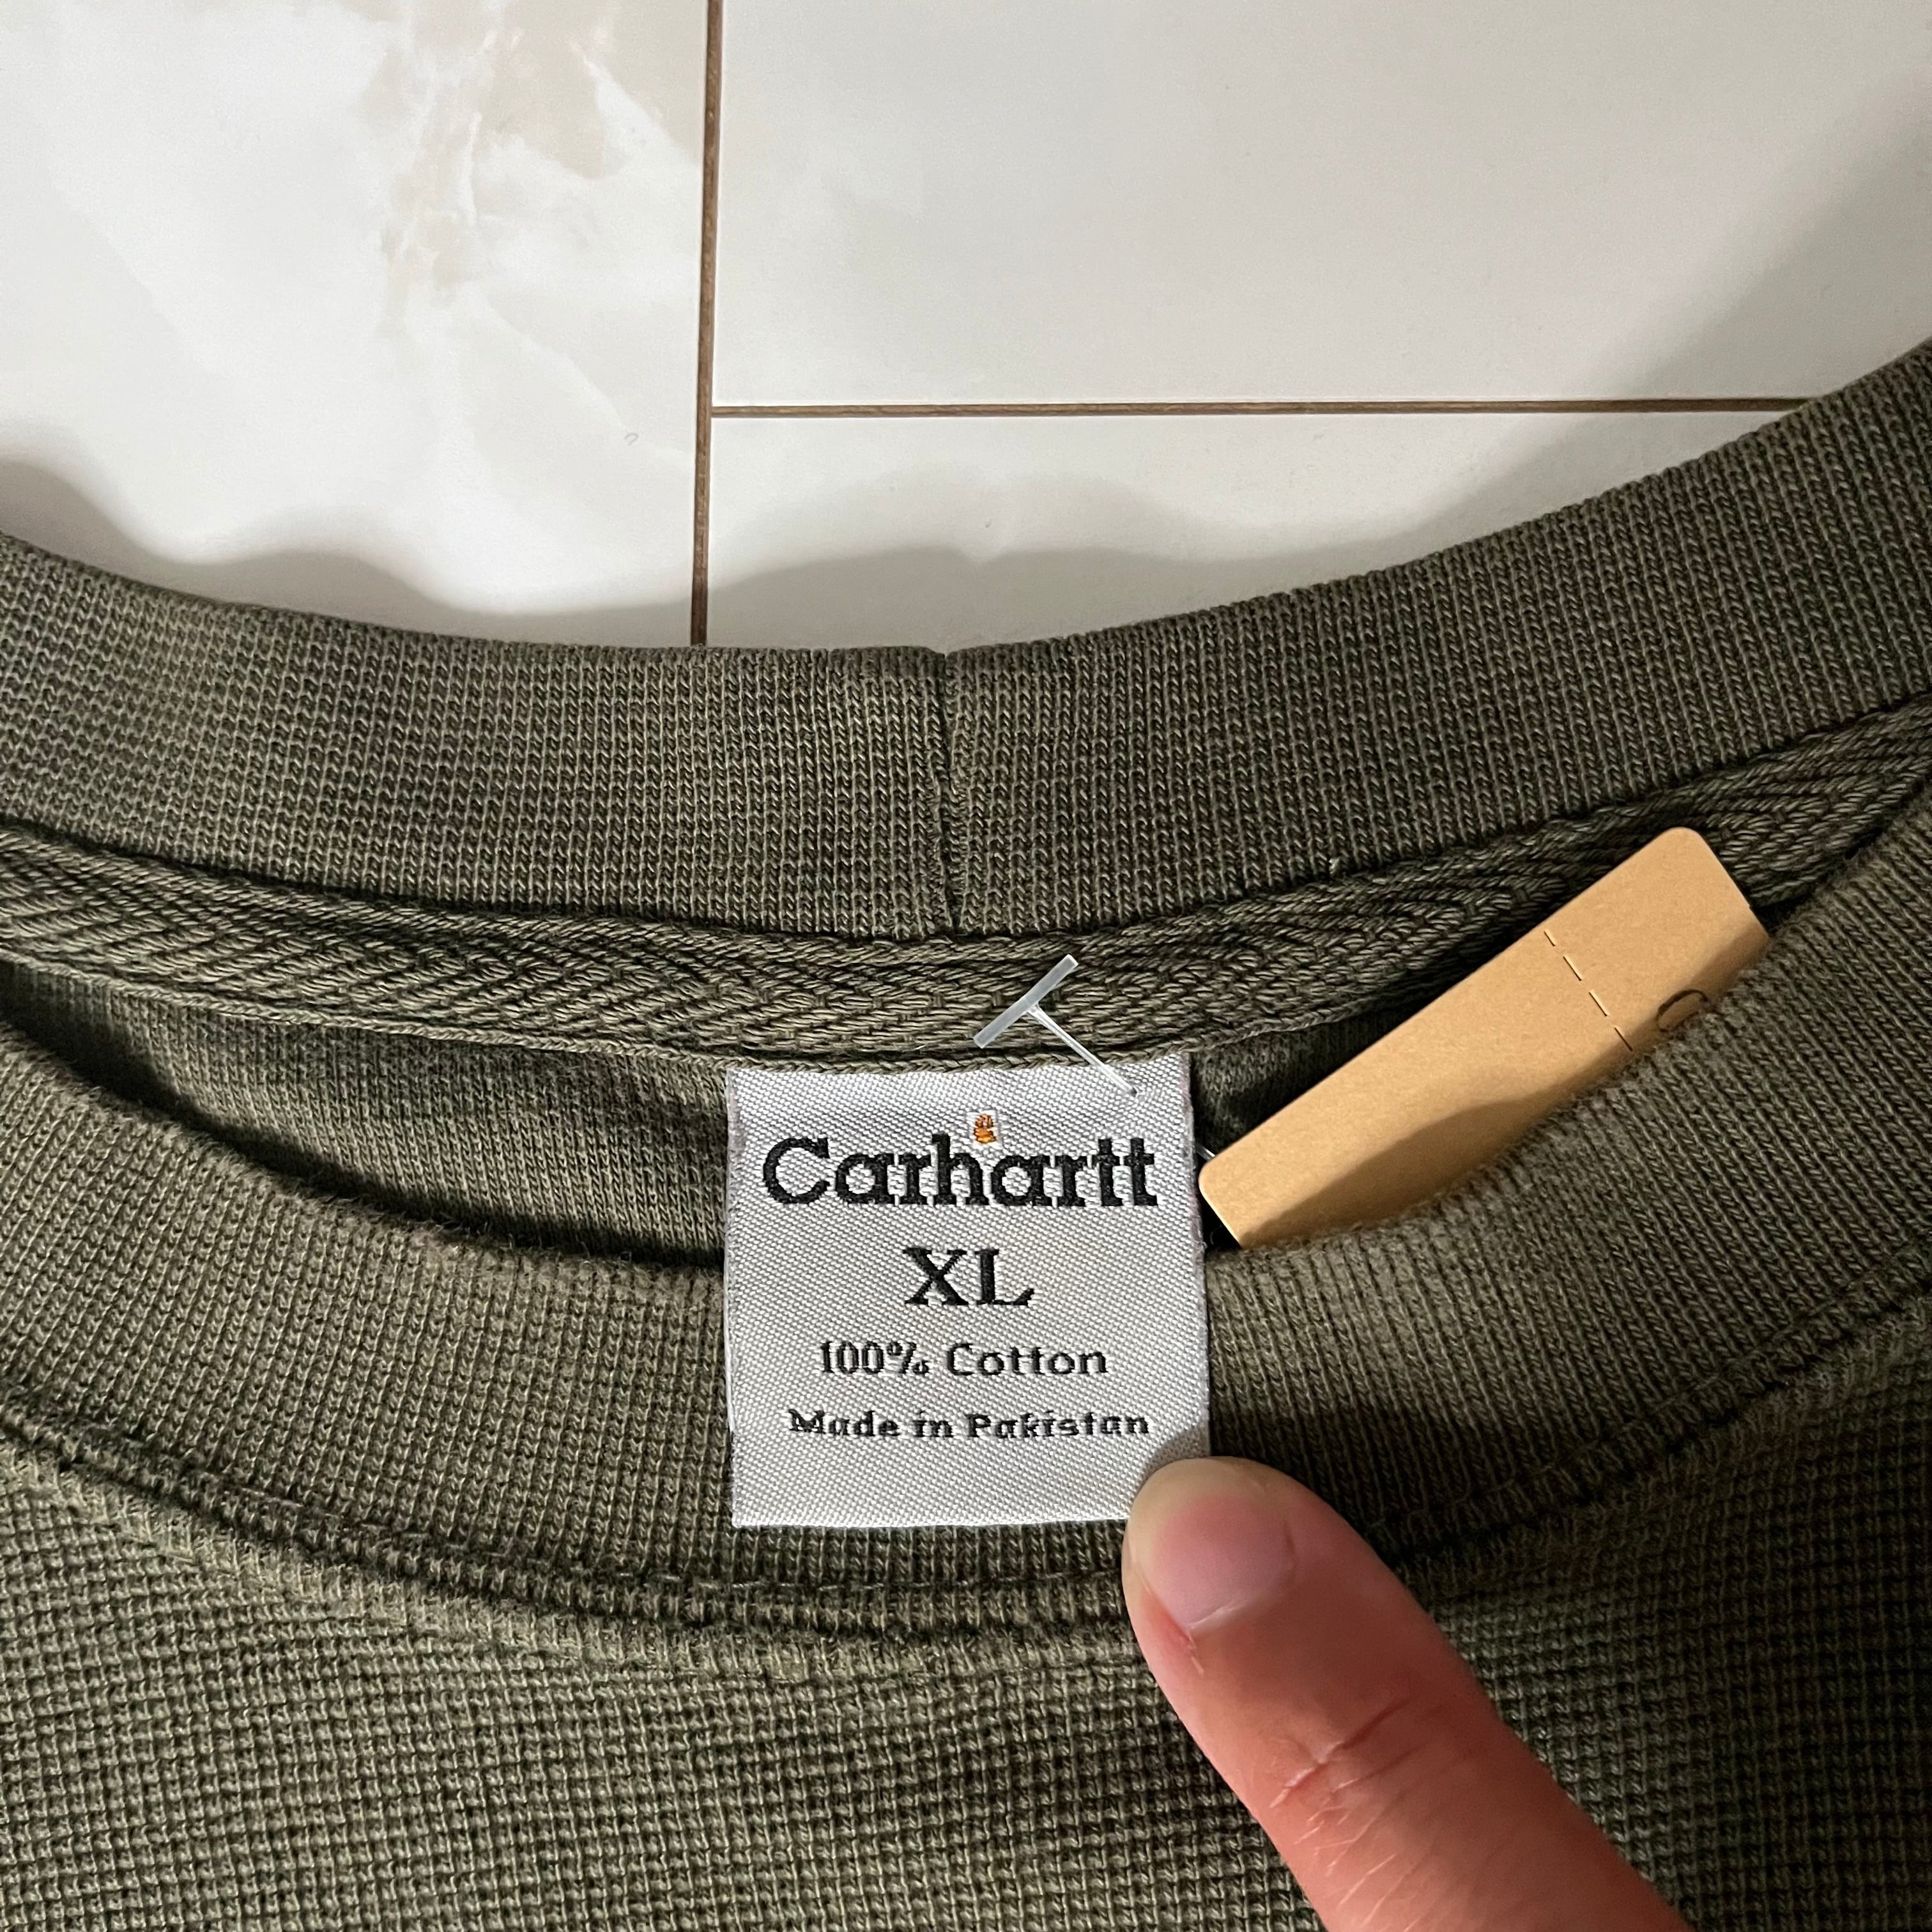 Carhartt
XL
100% Cotton
Made in Pakistan